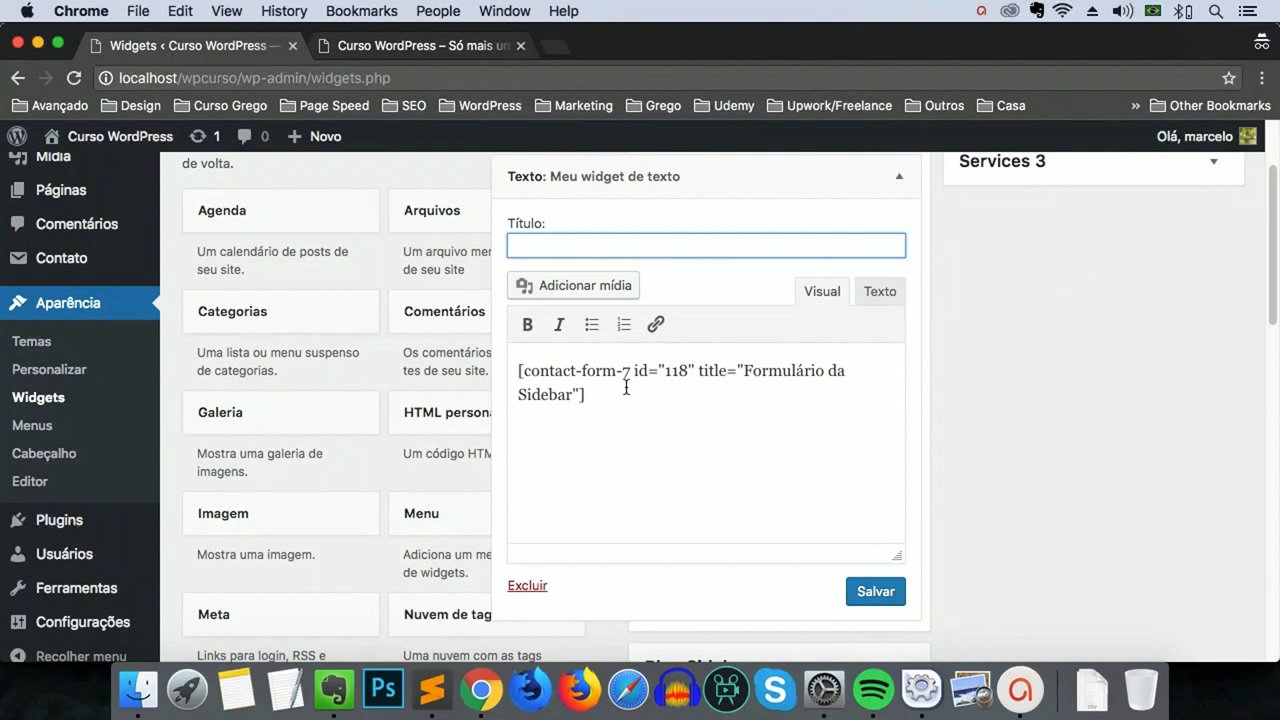 Chrome File Edit View History Bookmarks People Window Help
Widgets ‹ Curso WordPress —
Curso WordPress – Só mais un
localhost/wpcurso/wp-admin/widgets.php
Avançado Design Curso Grego Page Speed SEO WordPress Marketing Grego Udemy Upwork/Freelance Outros Casa » Other Bookmarks
Curso WordPress 1 0 + Novo Olá, marcelo
Mídia
Páginas
Comentários
Contato
Aparência
Temas
Personalizar
Widgets
Menus
Cabeçalho
Editor
Plugins
Usuários
Ferramentas
Configurações
Recolher menu
de volta.
Agenda
Um calendário de posts de
seu site.
Categorias
Uma lista ou menu suspenso
de categorias.
Galeria
Mostra uma galeria de
imagens.
Imagem
Mostra uma imagem.
Meta
Links para login, RSS e
Arquivos
Um arquivo men
de seu site
Comentários
Os comentários
tes de seu site.
HTML persona
Um código HTM
Menu
Adiciona um me
de widgets.
Nuvem de tag
Uma nuvem com as tags
Texto: Meu widget de texto
Título:
Adicionar mídia
Visual Texto
B I
[contact-form-7 id="118" title="Formulário da
Sidebar"]
Excluir
Salvar
Services 3
Ps